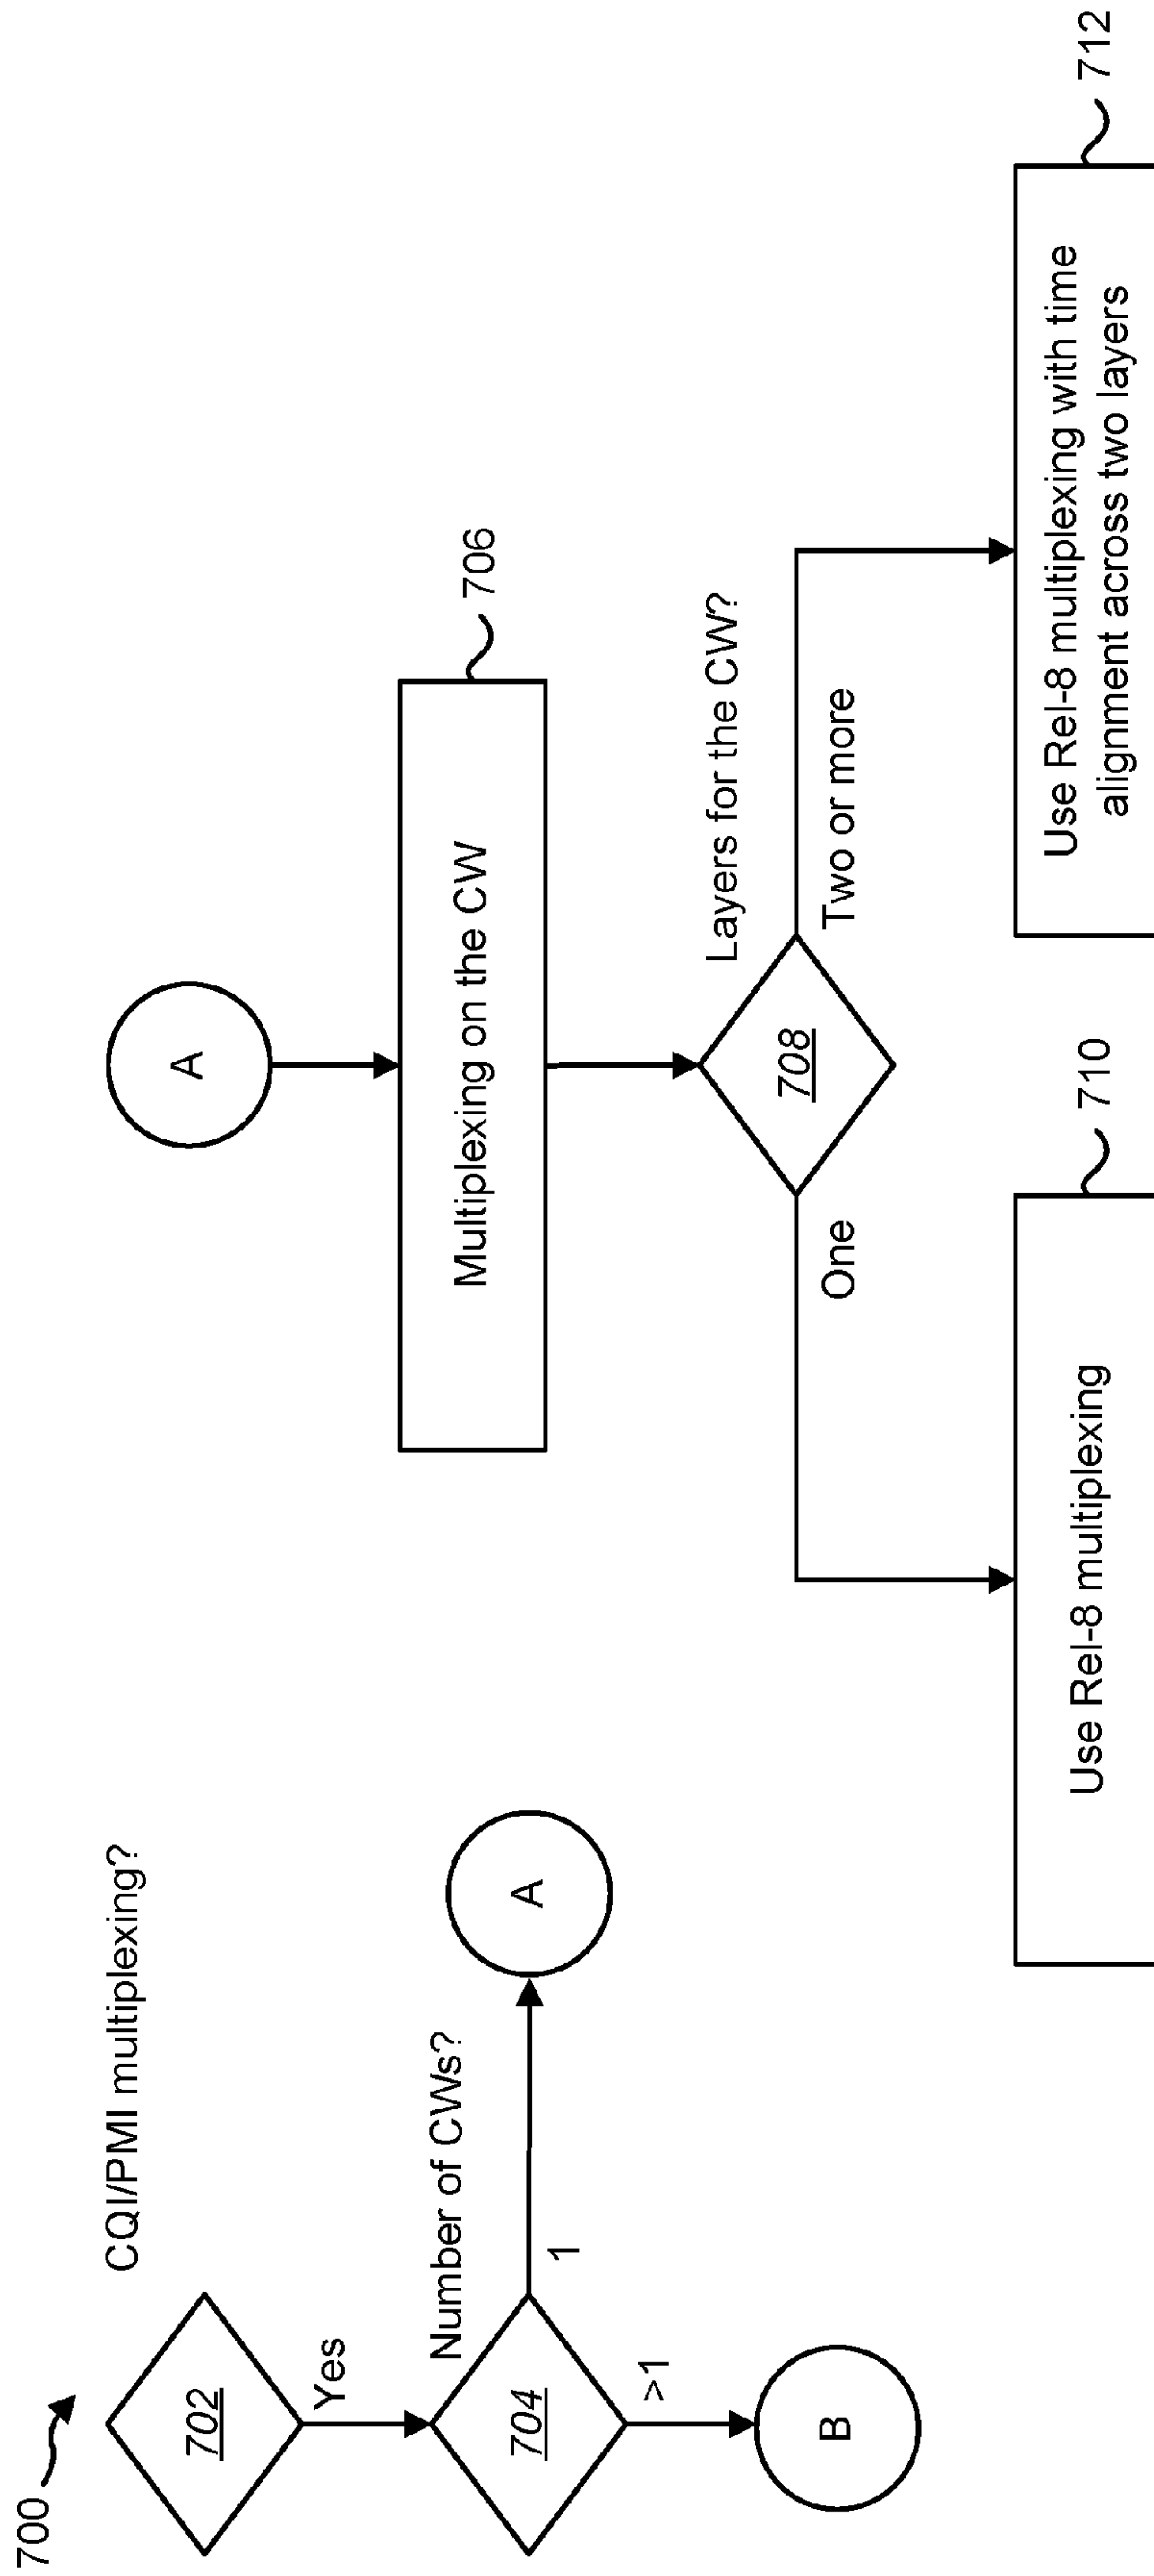 700
CQI/PMI multiplexing?
702
Yes
Number of CWs?
704
1
A
>1
B
A
Multiplexing on the CW
706
Layers for the CW?
708
One
Two or more
Use Rel-8 multiplexing
710
Use Rel-8 multiplexing with time
alignment across two layers
712